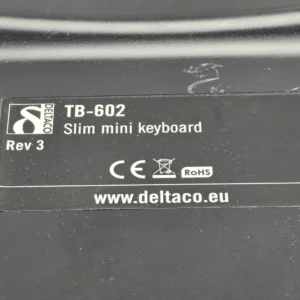 DELTACO
TB-602
Slim mini keyboard
Rev 3
CE RoHS
www.deltaco.eu